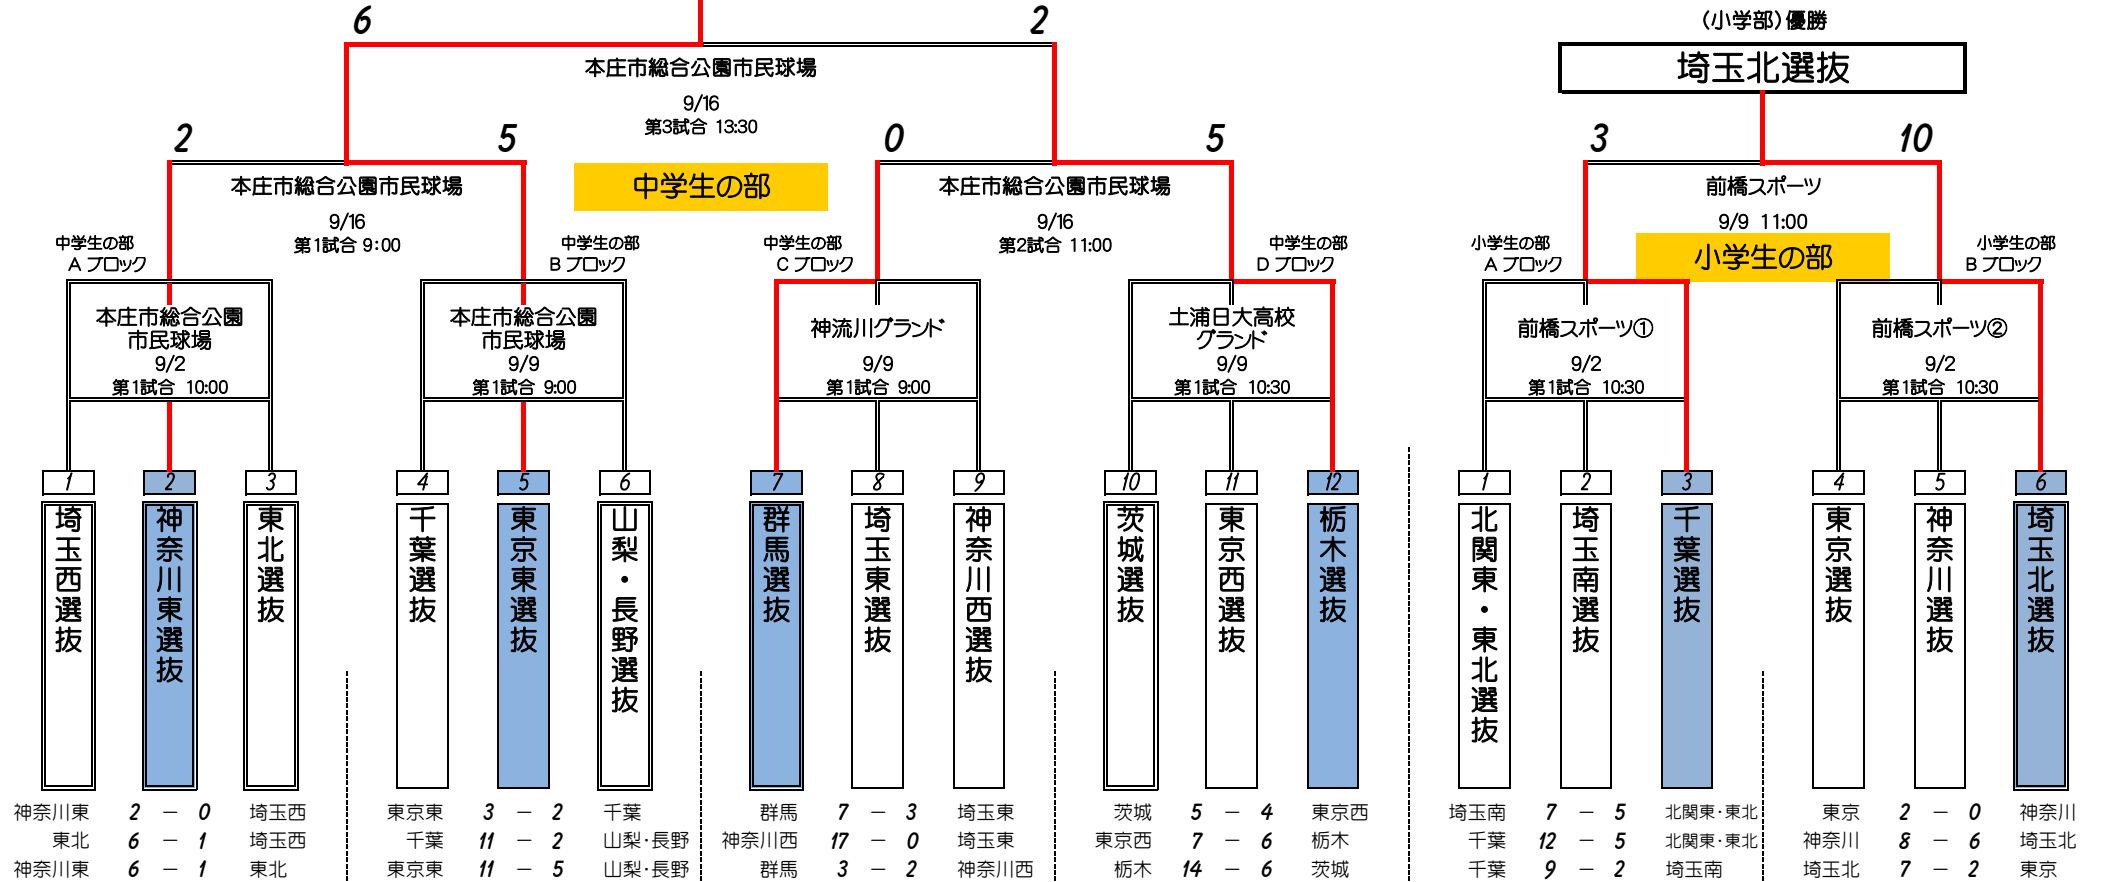 6
2
本庄市総合公園市民球場
9/16
第3試合 13:30
(小学部)優勝
埼玉北選抜
2
5
0
5
3
10
本庄市総合公園市民球場
9/16
第1試合 9:00
中学生の部
本庄市総合公園市民球場
9/16
第2試合 11:00
前橋スポーツ
9/9 11:00
小学生の部
中学生の部
A ブロック
中学生の部
B ブロック
中学生の部
C ブロック
中学生の部
D ブロック
小学生の部
A ブロック
小学生の部
B ブロック
本庄市総合公園
市民球場
9/2
第1試合 10:00
本庄市総合公園
市民球場
9/9
第1試合 9:00
神流川グランド
9/9
第1試合 9:00
土浦日大高校
グランド
9/9
第1試合 10:30
前橋スポーツ①
9/2
第1試合 10:30
前橋スポーツ②
9/2
第1試合 10:30
1
2
3
4
5
6
7
8
9
10
11
12
1
2
3
4
5
6
埼玉西選抜
神奈川東選抜
東北選抜
千葉選抜
東京東選抜
山梨・長野選抜
群馬選抜
埼玉東選抜
神奈川西選抜
茨城選抜
東京西選抜
栃木選抜
北関東・東北選抜
埼玉南選抜
千葉選抜
東京選抜
神奈川選抜
埼玉北選抜
神奈川東 2 － 0 埼玉西
東北 6 － 1 埼玉西
神奈川東 6 － 1 東北
東京東 3 － 2 千葉
千葉 11 － 2 山梨・長野
東京東 11 － 5 山梨・長野
群馬 7 － 3 埼玉東
神奈川西 17 － 0 埼玉東
群馬 3 － 2 神奈川西
茨城 5 － 4 東京西
東京西 7 － 6 栃木
栃木 14 － 6 茨城
埼玉南 7 － 5 北関東・東北
千葉 12 － 5 北関東・東北
千葉 9 － 2 埼玉南
東京 2 － 0 神奈川
神奈川 8 － 6 埼玉北
埼玉北 7 － 2 東京